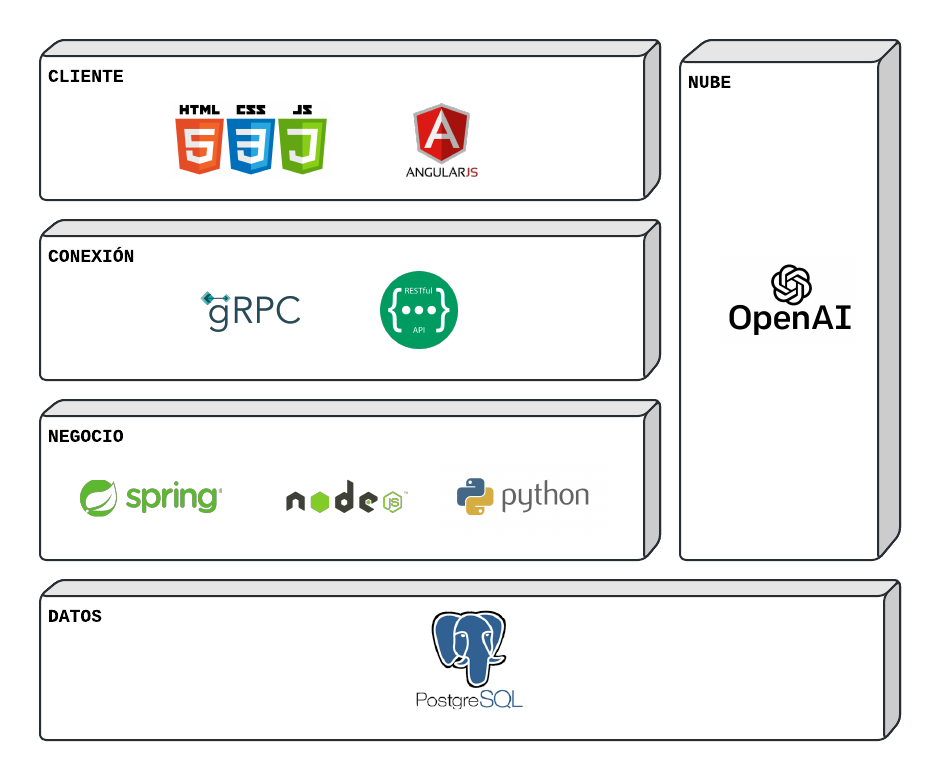 CLIENTE
HTML CSS JS
5 3 J
A
ANGULARJS
NUBE
OpenAI
CONEXIÓN
gRPC
RESTful
{...}
API
NEGOCIO
spring®
node JS™
python
DATOS
PostgreSQL